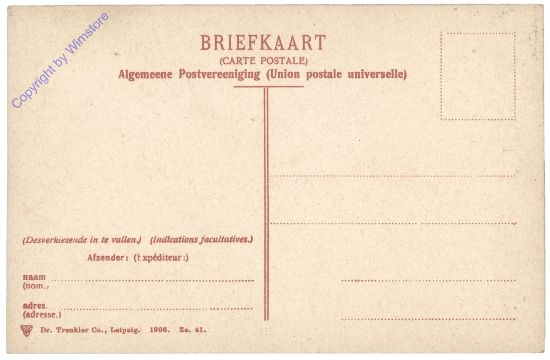 Copyright by Wimstore
BRIEFKAART
(CARTE POSTALE)
Algemeene Postvereeniging (Union postale universelle)
(Desverkiezende in te vullen.) (Indications facultatives.)
Afzender: (Expéditeur:)
naam
(nom.,
adres.
(adresse.)
Dr. Trenkler Co., Leipzig. 1906. Za. 41.